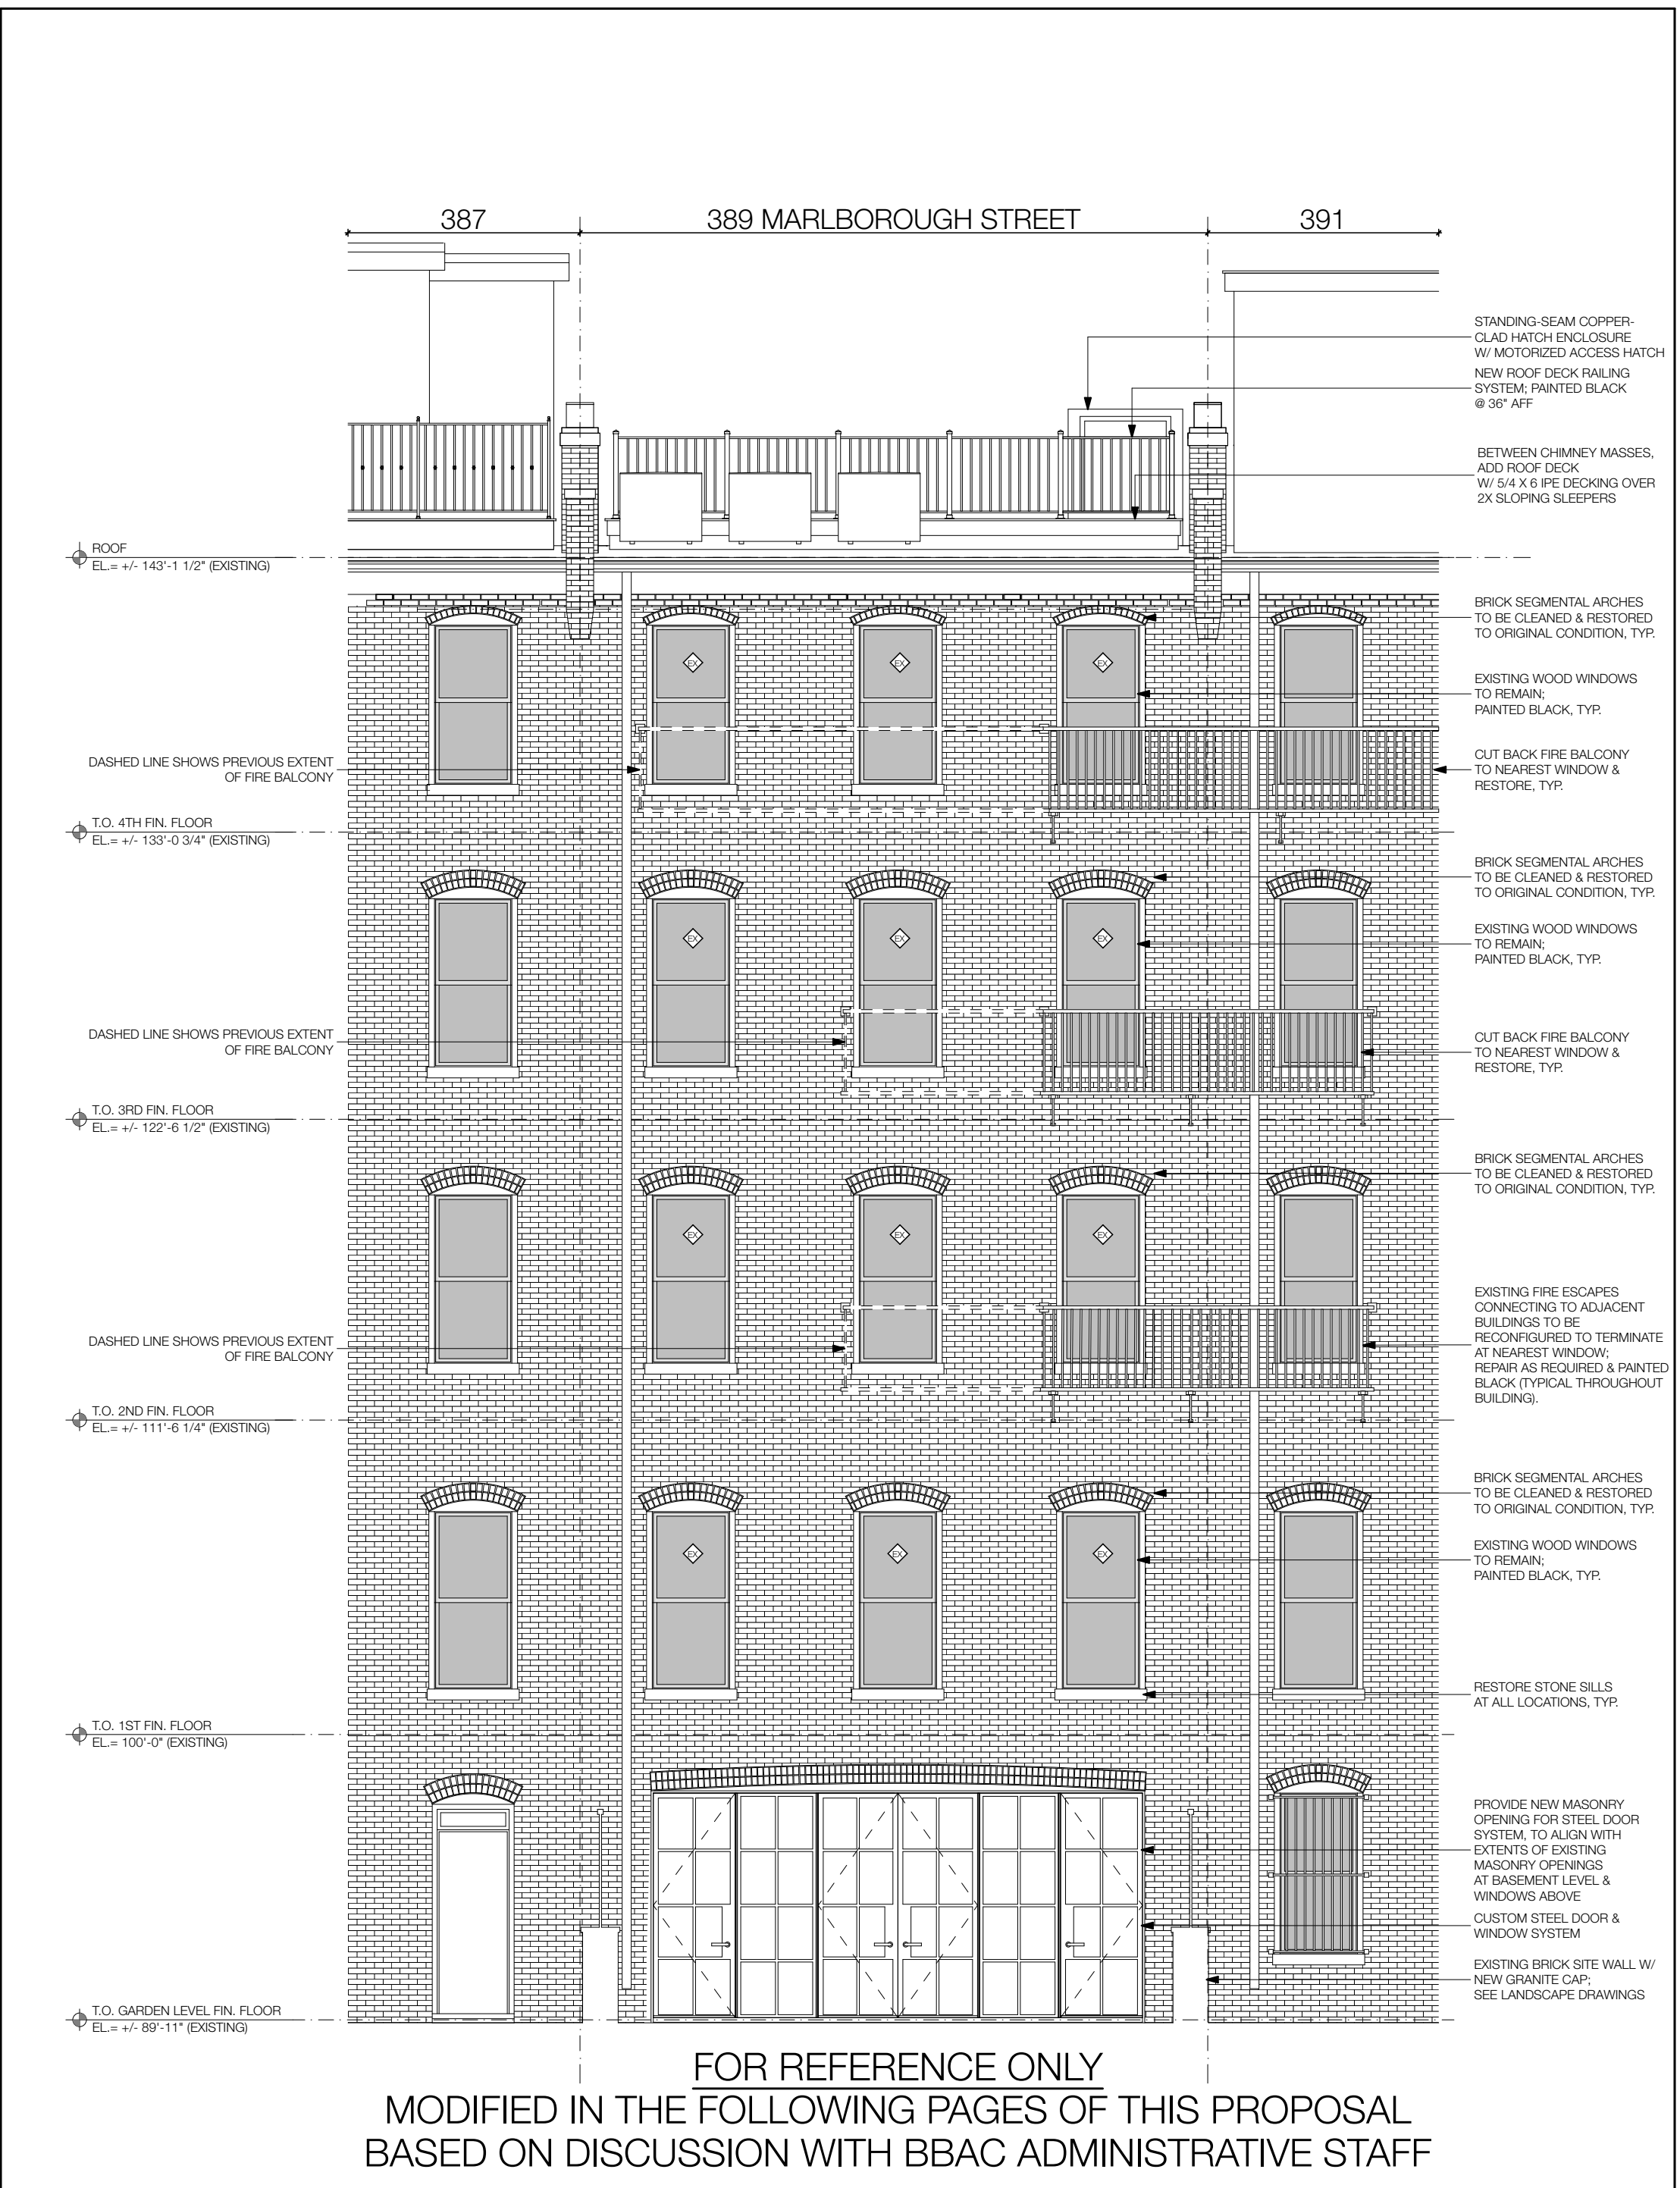 387
389 MARLBOROUGH STREET
391
STANDING-SEAM COPPER-
CLAD HATCH ENCLOSURE
W/ MOTORIZED ACCESS HATCH
NEW ROOF DECK RAILING
SYSTEM; PAINTED BLACK
@ 36" AFF
BETWEEN CHIMNEY MASSES,
ADD ROOF DECK
W/ 5/4 X 6 IPE DECKING OVER
2X SLOPING SLEEPERS
ROOF
EL.= +/- 143'-1 1/2" (EXISTING)
BRICK SEGMENTAL ARCHES
TO BE CLEANED & RESTORED
TO ORIGINAL CONDITION, TYP.
EX
EX
EX
EXISTING WOOD WINDOWS
TO REMAIN;
PAINTED BLACK, TYP.
DASHED LINE SHOWS PREVIOUS EXTENT
OF FIRE BALCONY
CUT BACK FIRE BALCONY
TO NEAREST WINDOW &
RESTORE, TYP.
T.O. 4TH FIN. FLOOR
EL.= +/- 133'-0 3/4" (EXISTING)
BRICK SEGMENTAL ARCHES
TO BE CLEANED & RESTORED
TO ORIGINAL CONDITION, TYP.
EX
EX
EX
EXISTING WOOD WINDOWS
TO REMAIN;
PAINTED BLACK, TYP.
DASHED LINE SHOWS PREVIOUS EXTENT
OF FIRE BALCONY
CUT BACK FIRE BALCONY
TO NEAREST WINDOW &
RESTORE, TYP.
T.O. 3RD FIN. FLOOR
EL.= +/- 122'-6 1/2" (EXISTING)
BRICK SEGMENTAL ARCHES
TO BE CLEANED & RESTORED
TO ORIGINAL CONDITION, TYP.
EX
EX
EX
EXISTING FIRE ESCAPES
CONNECTING TO ADJACENT
BUILDINGS TO BE
RECONFIGURED TO TERMINATE
AT NEAREST WINDOW;
REPAIR AS REQUIRED & PAINTED
BLACK (TYPICAL THROUGHOUT
BUILDING).
DASHED LINE SHOWS PREVIOUS EXTENT
OF FIRE BALCONY
T.O. 2ND FIN. FLOOR
EL.= +/- 111'-6 1/4" (EXISTING)
BRICK SEGMENTAL ARCHES
TO BE CLEANED & RESTORED
TO ORIGINAL CONDITION, TYP.
EX
EX
EX
EXISTING WOOD WINDOWS
TO REMAIN;
PAINTED BLACK, TYP.
RESTORE STONE SILLS
AT ALL LOCATIONS, TYP.
T.O. 1ST FIN. FLOOR
EL.= 100'-0" (EXISTING)
PROVIDE NEW MASONRY
OPENING FOR STEEL DOOR
SYSTEM, TO ALIGN WITH
EXTENTS OF EXISTING
MASONRY OPENINGS
AT BASEMENT LEVEL &
WINDOWS ABOVE
CUSTOM STEEL DOOR &
WINDOW SYSTEM
EXISTING BRICK SITE WALL W/
NEW GRANITE CAP;
SEE LANDSCAPE DRAWINGS
T.O. GARDEN LEVEL FIN. FLOOR
EL.= +/- 89'-11" (EXISTING)
FOR REFERENCE ONLY
MODIFIED IN THE FOLLOWING PAGES OF THIS PROPOSAL
BASED ON DISCUSSION WITH BBAC ADMINISTRATIVE STAFF